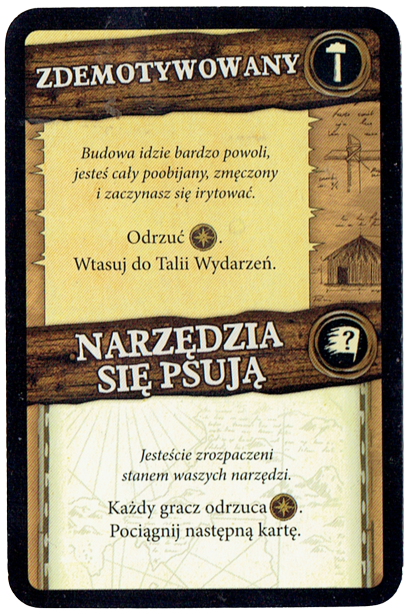 ZDEMOTYWOWANY
Budowa idzie bardzo powoli,
jesteś cały poobijany, zmęczony
i zaczynasz się irytować.
Odrzuć .
Wtasuj do Talii Wydarzeń.
NARZĘDZIA
SIĘ PSUJĄ
?
Jesteście zrozpaczeni
stanem waszych narzędzi.
Każdy gracz odrzuca .
Pociągnij następną kartę.